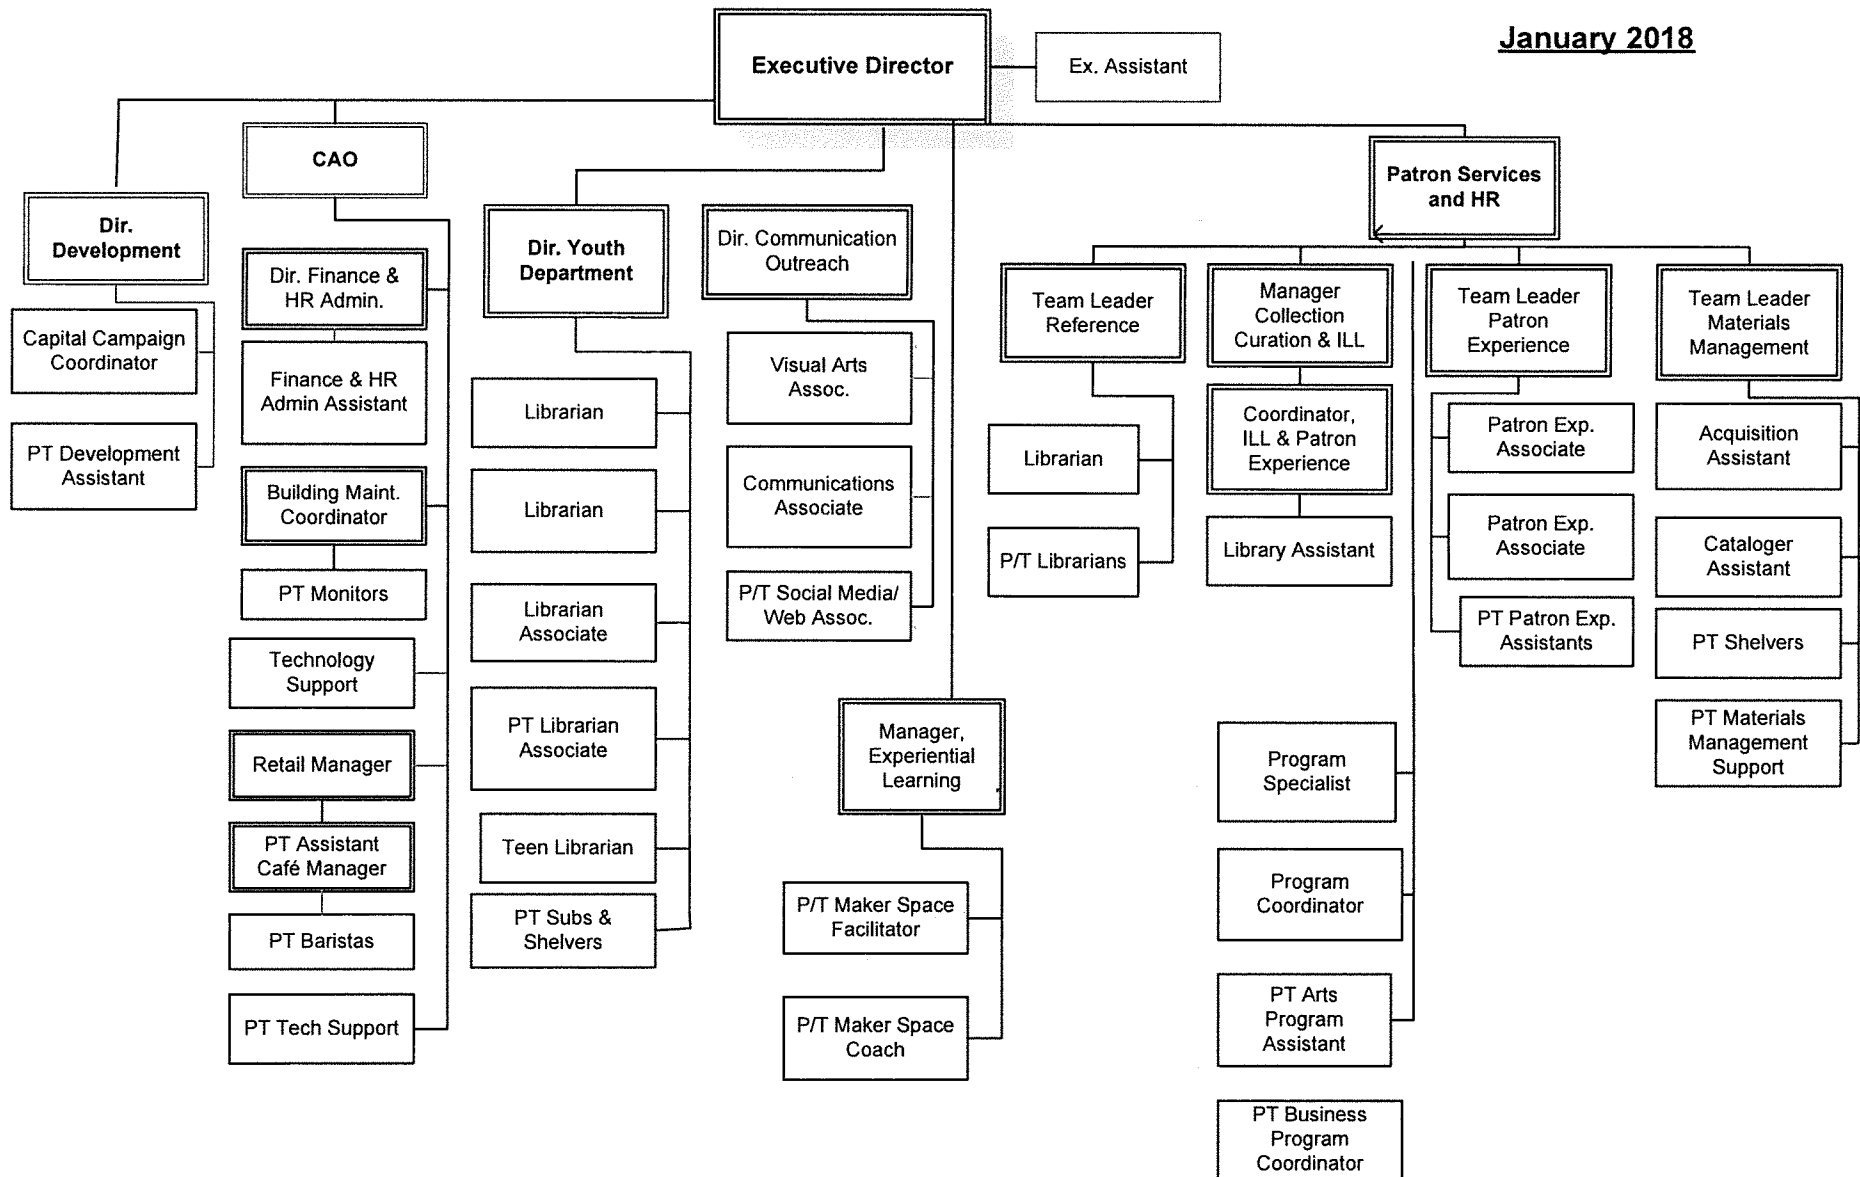 January 2018
Executive Director
Ex. Assistant
CAO
Patron Services
and HR
Dir.
Development
Dir. Youth
Department
Dir. Communication
Outreach
Dir. Finance &
HR Admin.
Team Leader
Reference
Manager
Collection
Curation & ILL
Team Leader
Patron
Experience
Team Leader
Materials
Management
Capital Campaign
Coordinator
PT Development
Assistant
Finance & HR
Admin Assistant
Building Maint.
Coordinator
PT Monitors
Technology
Support
Retail Manager
PT Assistant
Café Manager
PT Baristas
PT Tech Support
Librarian
Librarian
Librarian
Associate
PT Librarian
Associate
Teen Librarian
PT Subs &
Shelvers
Visual Arts
Assoc.
Communications
Associate
P/T Social Media/
Web Assoc.
Manager,
Experiential
Learning
P/T Maker Space
Facilitator
P/T Maker Space
Coach
Librarian
P/T Librarians
Coordinator,
ILL & Patron
Experience
Library Assistant
Program
Specialist
Program
Coordinator
PT Arts
Program
Assistant
PT Business
Program
Coordinator
Patron Exp.
Associate
Patron Exp.
Associate
PT Patron Exp.
Assistants
Acquisition
Assistant
Cataloger
Assistant
PT Shelvers
PT Materials
Management
Support